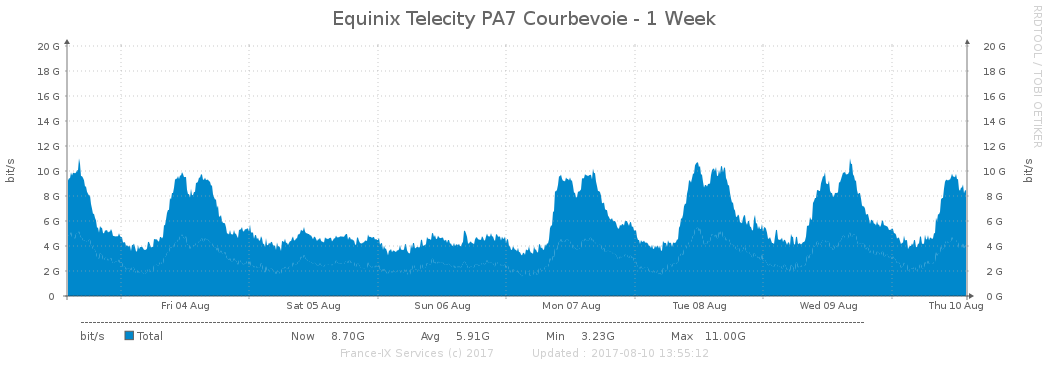 Equinix Telecity PA7 Courbevoie - 1 Week
RRDTOOL / TOBI OETIKER
bit/s
bit/s
20 G 20 G
18 G 18 G
16 G 16 G
14 G 14 G
12 G 12 G
10 G 10 G
8 G 8 G
6 G 6 G
4 G 4 G
2 G 2 G
0 0 G
Fri 04 Aug Sat 05 Aug Sun 06 Aug Mon 07 Aug Tue 08 Aug Wed 09 Aug Thu 10 Aug
bit/s Total Now 8.70G Avg 5.91G Min 3.23G Max 11.00G
France-IX Services (c) 2017 Updated : 2017-08-10 13:55:12